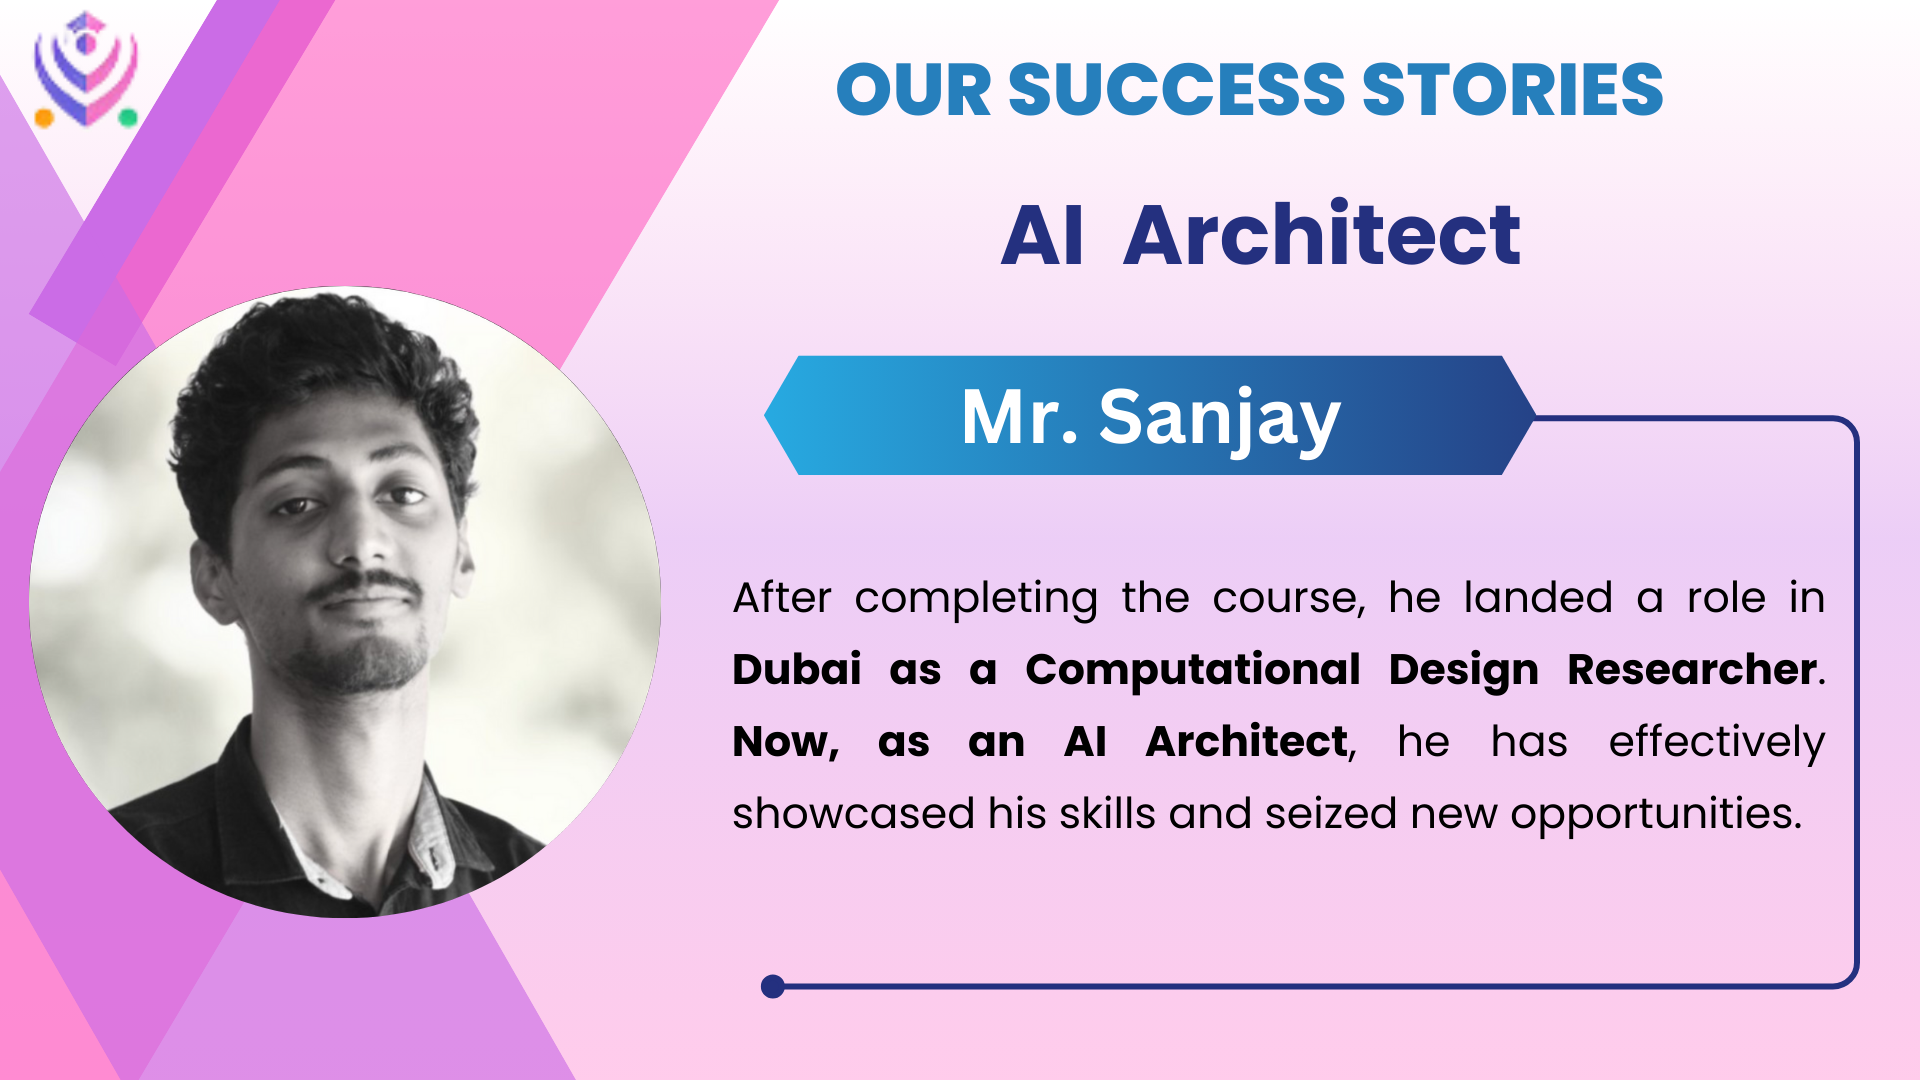 OUR SUCCESS STORIES
AI Architect
Mr. Sanjay
After completing the course, he landed a role in
Dubai as a Computational Design Researcher.
Now, as an AI Architect, he has effectively
showcased his skills and seized new opportunities.